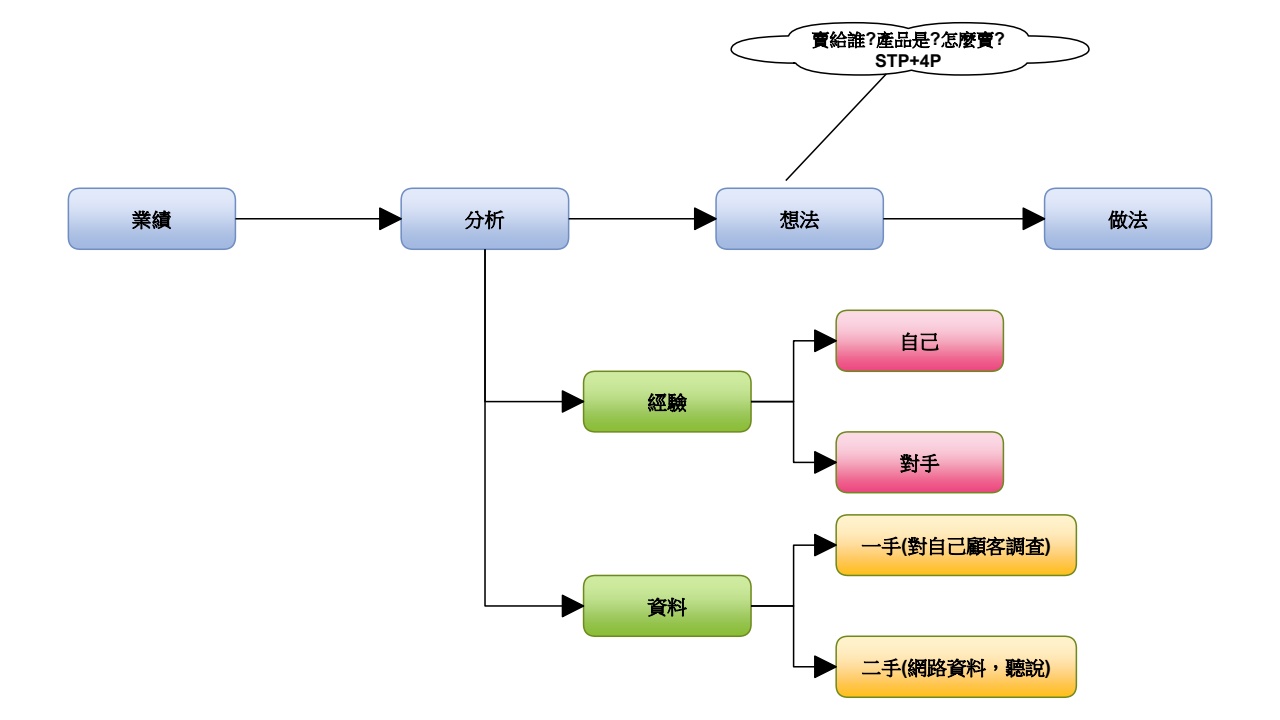 賣給誰?產品是?怎麼賣?
STP+4P
業績
分析
想法
做法
自己
經驗
對手
一手(對自己顧客調查)
資料
二手(網路資料，聽說)